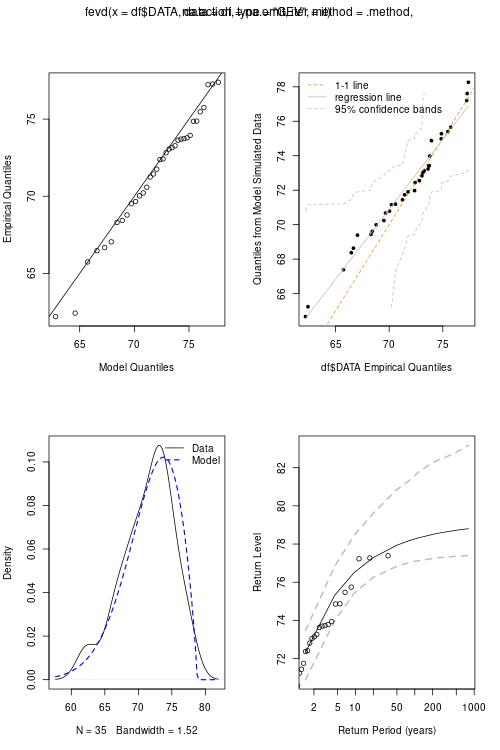 fevd(x = df$DATA, method = .method,
75
70
65
Empirical Quantiles
65 70 75
Model Quantiles
1-1 line
regression line
95% confidence bands
78
76
74
72
70
68
66
Quantiles from Model Simulated Data
65 70 75
df$DATA Empirical Quantiles
Data
Model
0.10
0.08
0.06
0.04
0.02
0.00
Density
60 65 70 75 80
N = 35 Bandwidth = 1.52
82
80
78
76
74
72
Return Level
2 5 10 50 200 1000
Return Period (years)